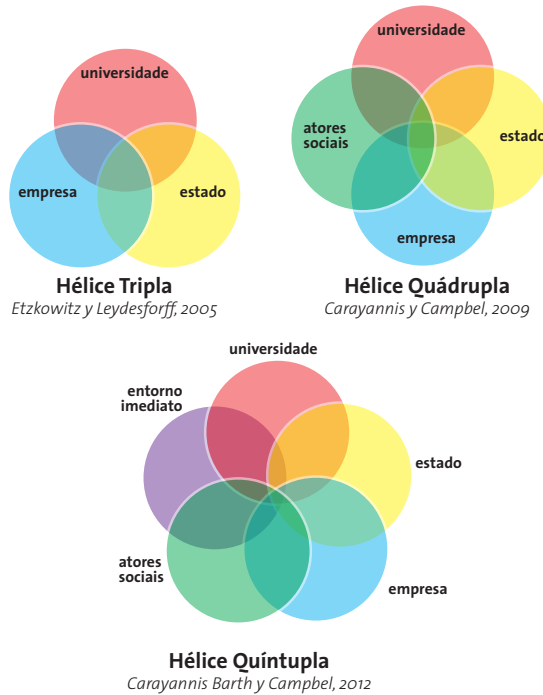 universidade
empresa
estado
Hélice Tripla
Etzkowitz y Leydesforff, 2005
universidade
atores
sociais
estado
empresa
Hélice Quádrupla
Carayannis y Campbel, 2009
universidade
entorno
imediato
estado
atores
sociais
empresa
Hélice Quíntupla
Carayannis Barth y Campbel, 2012